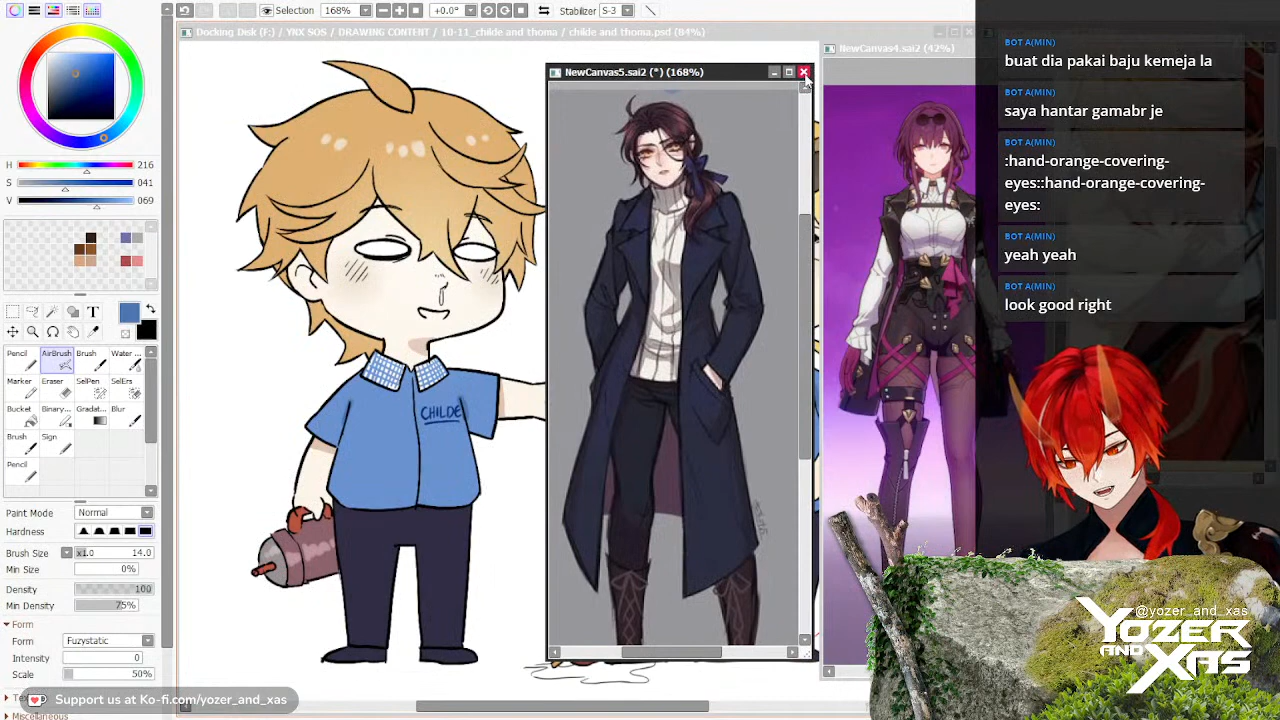 Selection
168%
+0.0°
Stabilizer
S-3
Docking Disk (F:) / YNX SOS / DRAWING CONTENT / 10-11_childe and thoma / childe and thoma.psd (84%)
NewCanvas5.sai2 (*) (168%)
NewCanvas4.sai2 (42%)
H 216
S 041
V 069
T
Pencil
AirBrush
Brush
Water ...
Marker
Eraser
SelPen
SelErs
Bucket
Binary...
Gradat...
Blur
Brush
Sign
Pencil
Paint Mode
Normal
Hardness
Brush Size
x1.0
14.0
Min Size
0%
Density
100
Min Density
75%
Form
Form
Fuzystatic
Intensity
0
Scale
50%
Miscellaneous
Support us at Ko-fi.com/yozer_and_xas
CHILDE
BOT A(MIN)
buat dia pakai baju kemeja la
BOT A(MIN)
saya hantar gamabr je
BOT A(MIN)
:hand-orange-covering-
eyes::hand-orange-covering-
eyes:
BOT A(MIN)
yeah yeah
BOT A(MIN)
look good right
@yozer_and_xas
YOZER
AND XAS